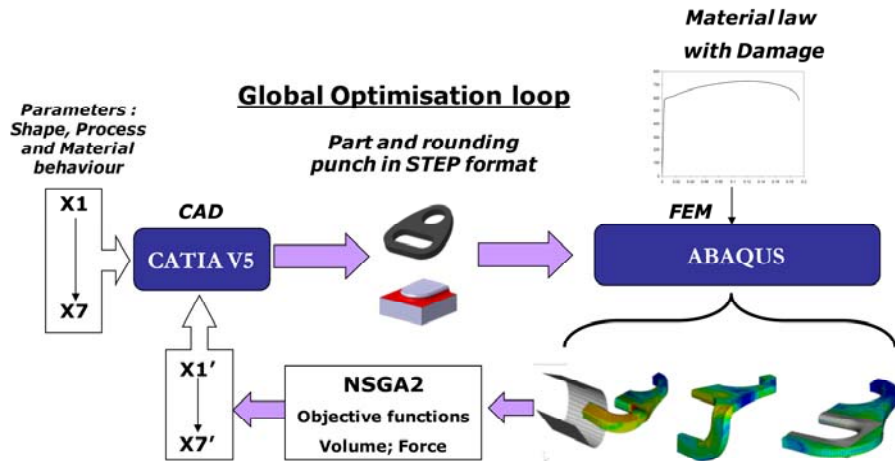 Material law
with Damage
Global Optimisation loop
Parameters :
Shape, Process
and Material
behaviour
Part and rounding
punch in STEP format
X1
X7
CAD
CATIA V5
FEM
ABAQUS
X1'
X7'
NSGA2
Objective functions
Volume; Force